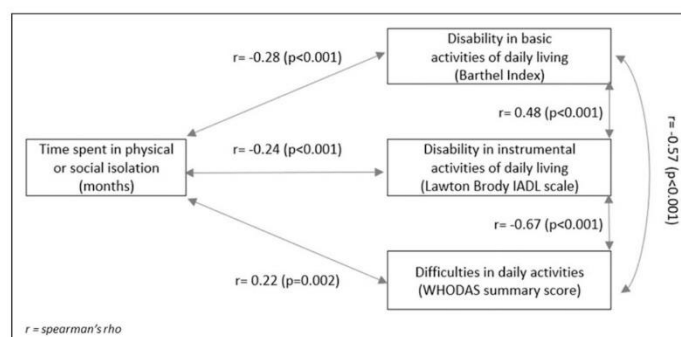 Disability in basic
activities of daily living
(Barthel Index)
r= -0.28 (p<0.001)
r= 0.48 (p<0.001)
r= -0.57 (p<0.001)
Time spent in physical
or social isolation
(months)
r= -0.24 (p<0.001)
Disability in instrumental
activities of daily living
(Lawton Brody IADL scale)
r= -0.67 (p<0.001)
r= 0.22 (p=0.002)
Difficulties in daily activities
(WHODAS summary score)
r = spearman's rho